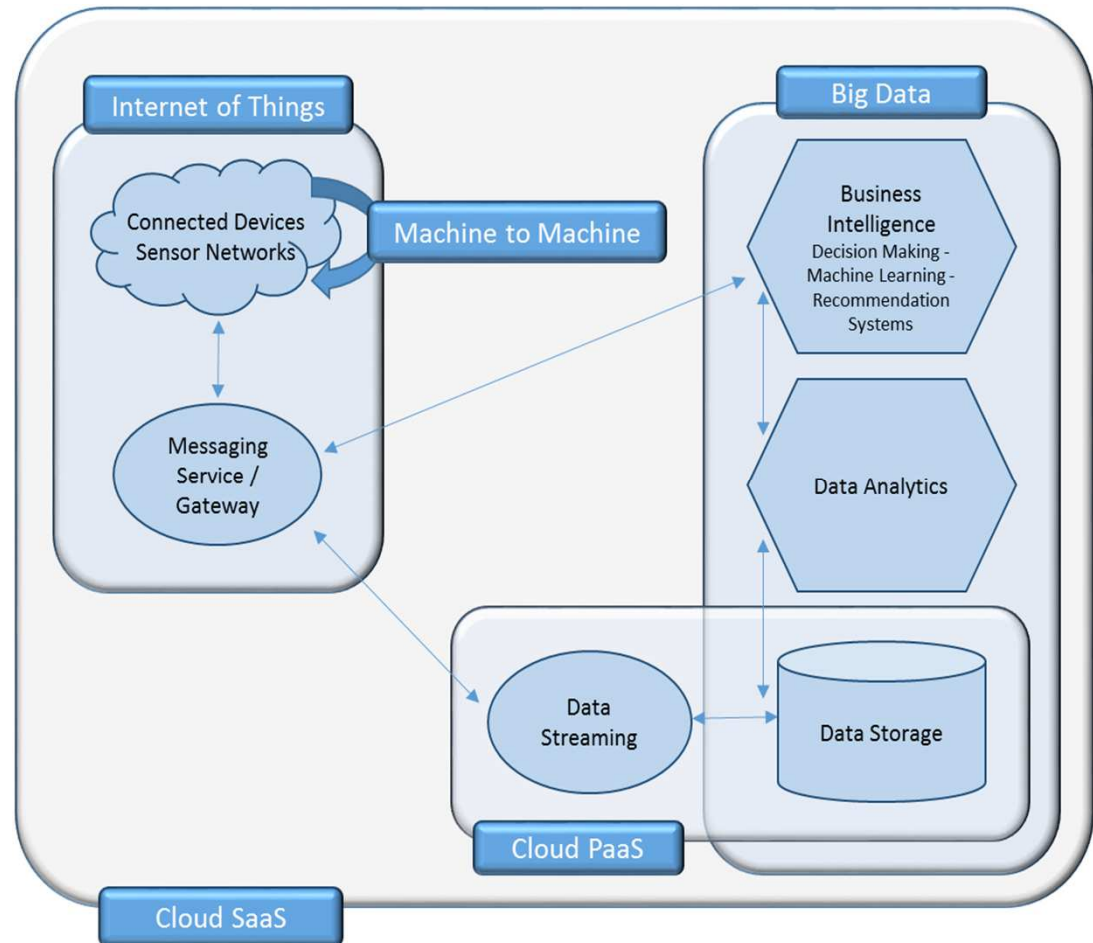 Internet of Things
Connected Devices
Sensor Networks
Machine to Machine
Messaging
Service /
Gateway
Big Data
Business
Intelligence
Decision Making -
Machine Learning -
Recommendation
Systems
Data Analytics
Data
Streaming
Data Storage
Cloud PaaS
Cloud SaaS